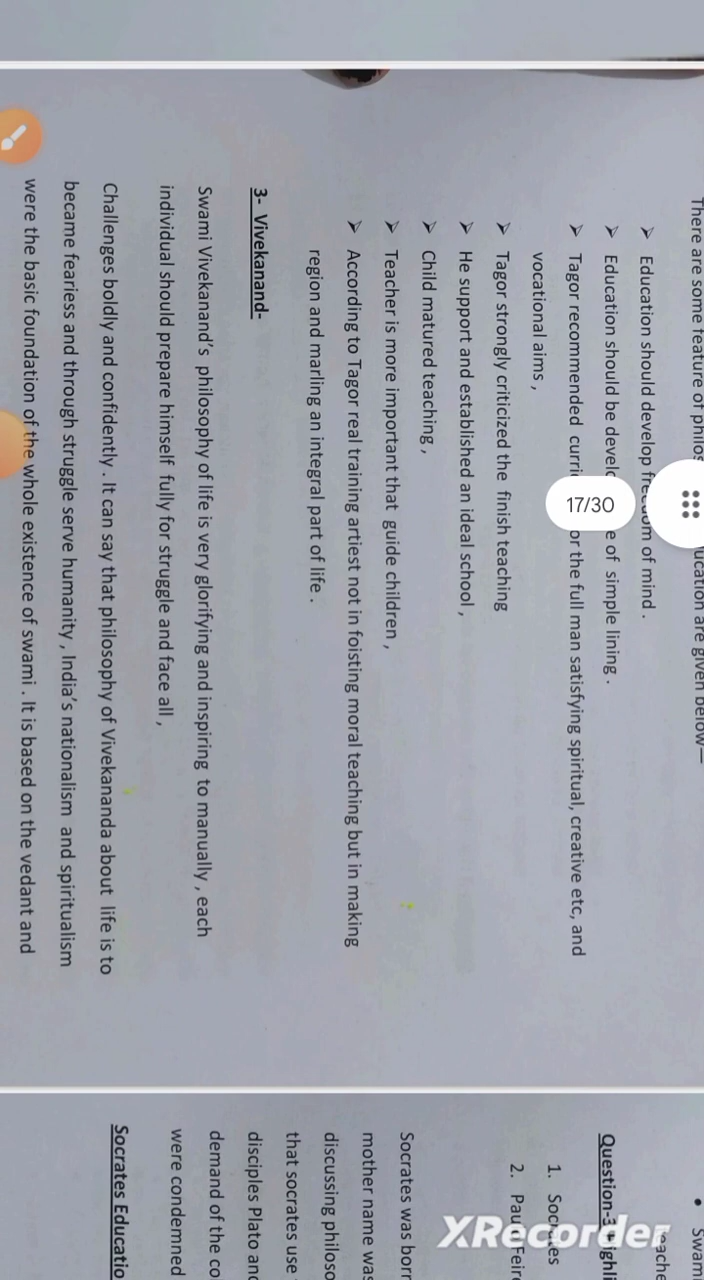 There are some feature of philos ucation are given below—
➤ Education should develop freedom of mind .
➤ Education should be develo e of simple lining .
➤ Tagor recommended curri or the full man satisfying spiritual, creative etc, and
vocational aims ,
➤ Tagor strongly criticized the finish teaching
➤ He support and established an ideal school ,
➤ Child matured teaching ,
➤ Teacher is more important that guide children ,
➤ According to Tagor real training artiest not in foisting moral teaching but in making
region and marling an integral part of life .
3- Vivekanand-
Swami Vivekanand's philosophy of life is very glorifying and inspiring to manually , each
individual should prepare himself fully for struggle and face all ,
Challenges boldly and confidently . It can say that philosophy of Vivekananda about life is to
became feariess and through struggle serve humanity , India's nationalism and spiritualism
were the basic foundation of the whole existence of swami . It is based on the vedant and
17/30
• Swam
eache
Question-3 ighli
1. Socrates
2. Paul Feire
Socrates was born
mother name was
discussing philoso
that socrates use
disciples Plato and
demand of the co
were condemned
Socrates Educatio
XRecorder